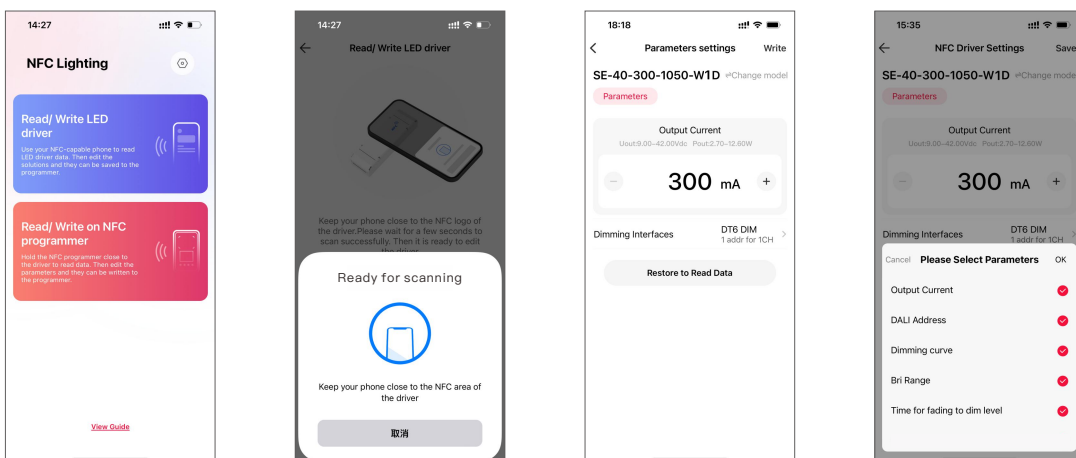 14:27
NFC Lighting
Read/ Write LED
driver
Use your NFC-capable phone to read
LED driver data. Then edit the
solutions and they can be saved to the
programmer.
Read/ Write on NFC
programmer
Hold the NFC programmer close to
the driver to read data. Then edit the
parameters and they can be written to
the programmer.
View Guide
14:27
Read/ Write LED driver
Keep your phone close to the NFC logo of
the driver.Please wait for a few seconds to
scan successfully. Then it is ready to edit
the driver
Ready for scanning
Keep your phone close to the NFC area of
the driver
取消
18:18
Parameters settings Write
SE-40-300-1050-W1D ⇌Change model
Parameters
Output Current
Uout:9.00~42.00Vdc Pout:2.70~12.60W
300 mA
Dimming Interfaces DT6 DIM
1 addr for 1CH
Restore to Read Data
15:35
NFC Driver Settings Save
SE-40-300-1050-W1D ⇌Change mode
Parameters
Output Current
Uout:9.00~42.00Vdc Pout:2.70~12.60W
300 mA
Dimming Interfaces DT6 DIM
1 addr for 1CH
Cancel Please Select Parameters OK
Output Current
DALI Address
Dimming curve
Bri Range
Time for fading to dim level